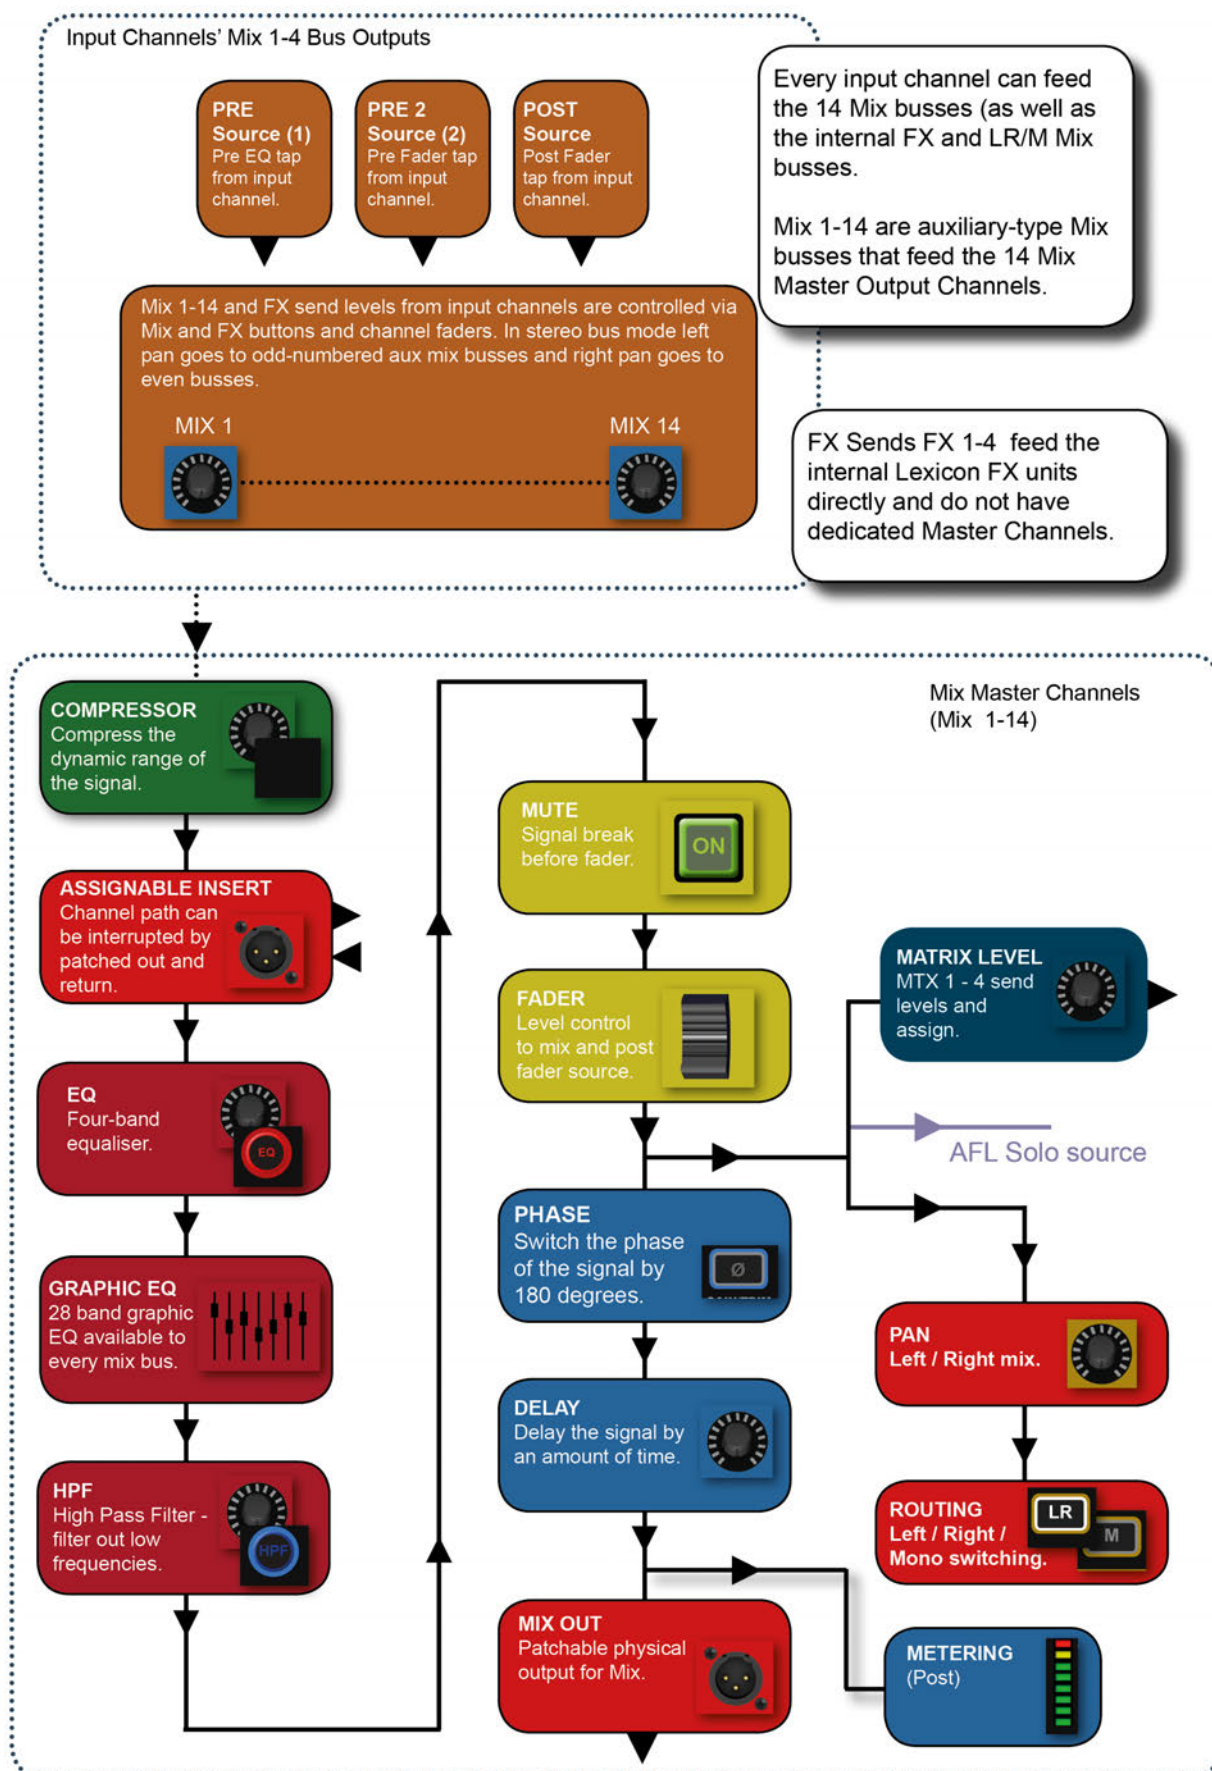 Input Channels’ Mix 1-4 Bus Outputs
PRE
Source (1)
Pre EQ tap
from input
channel.
PRE 2
Source (2)
Pre Fader tap
from input
channel.
POST
Source
Post Fader
tap from input
channel.
Every input channel can feed
the 14 Mix busses (as well as
the internal FX and LR/M Mix
busses.
Mix 1-14 are auxiliary-type Mix
busses that feed the 14 Mix
Master Output Channels.
Mix 1-14 and FX send levels from input channels are controlled via
Mix and FX buttons and channel faders. In stereo bus mode left
pan goes to odd-numbered aux mix busses and right pan goes to
even busses.
MIX 1
MIX 14
FX Sends FX 1-4 feed the
internal Lexicon FX units
directly and do not have
dedicated Master Channels.
Mix Master Channels
(Mix 1-14)
COMPRESSOR
Compress the
dynamic range of
the signal.
ASSIGNABLE INSERT
Channel path can
be interrupted by
patched out and
return.
EQ
Four-band
equaliser.
EQ
GRAPHIC EQ
28 band graphic
EQ available to
every mix bus.
HPF
High Pass Filter -
filter out low
frequencies.
HPF
MUTE
Signal break
before fader.
ON
FADER
Level control
to mix and post
fader source.
MATRIX LEVEL
MTX 1 - 4 send
levels and
assign.
AFL Solo source
PHASE
Switch the phase
of the signal by
180 degrees.
Ø
PAN
Left / Right mix.
DELAY
Delay the signal by
an amount of time.
ROUTING
Left / Right /
Mono switching.
LR
M
MIX OUT
Patchable physical
output for Mix.
METERING
(Post)